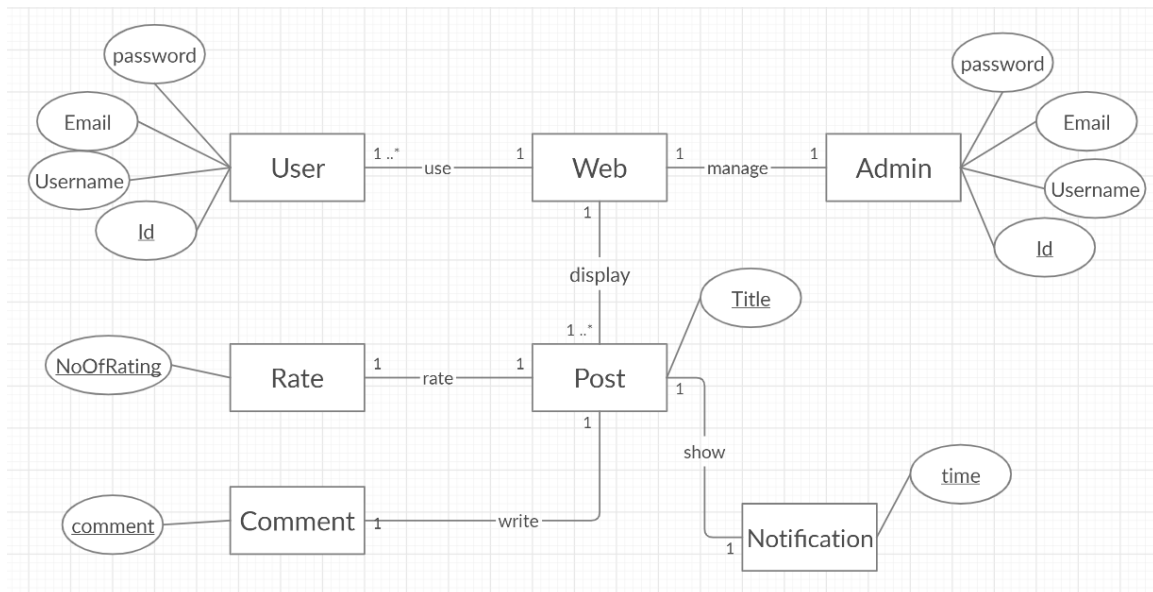 password
password
Email
Email
User
1 ..*
use
1
Web
1
manage
1
Admin
Username
Username
Id
1
Id
display
Title
1 ..*
NoOfRating
Rate
1
rate
1
Post
1
1
show
time
comment
Comment
1
write
Notification
1